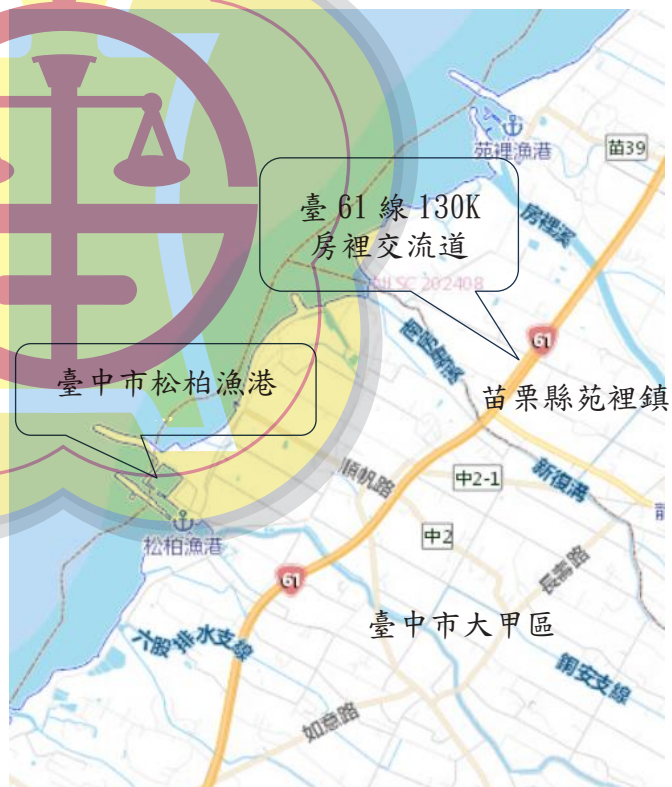 苑裡漁港
苗39
臺 61 線 130K
房裡交流道
房裡溪
NLSC 202408
61
臺中市松柏漁港
苗栗縣苑裡鎮
順帆路
中2-1
新復溝
中2
松柏漁港
61
臺中市大甲區
六股排水支線
銅安支線
如意路